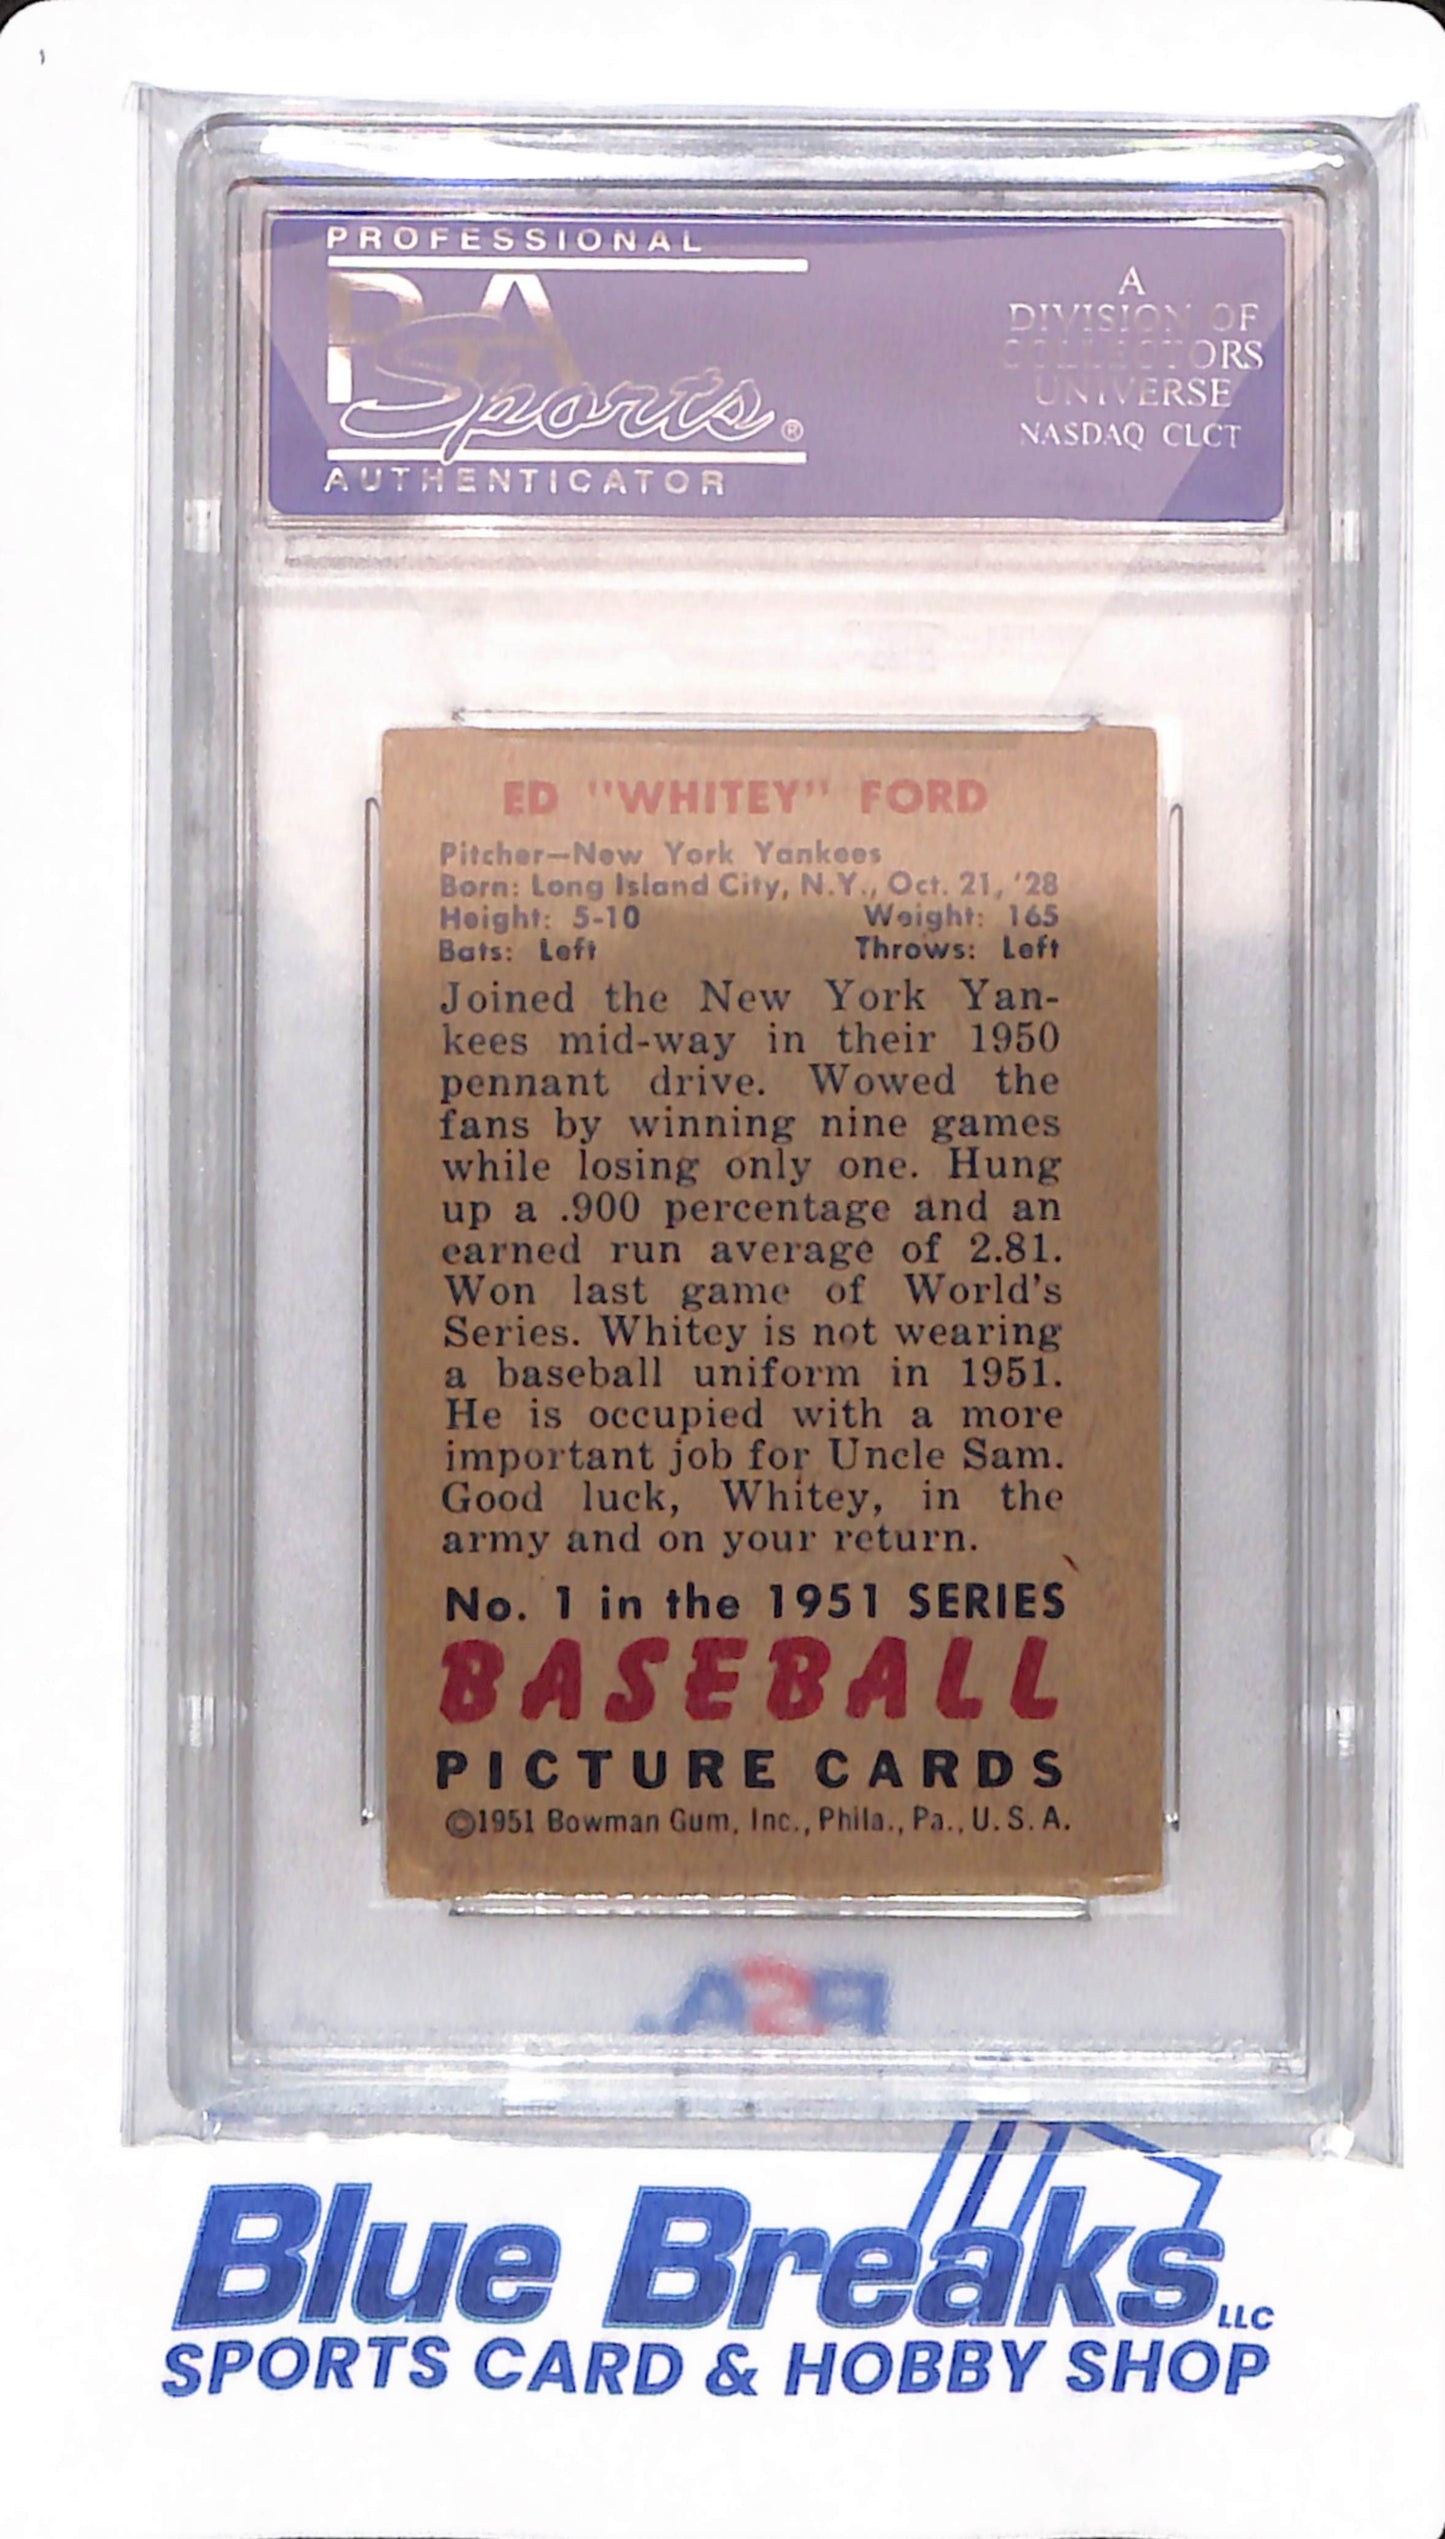 PROFESSIONAL
PSA
Sports®
AUTHENTICATOR
A
DIVISION OF
COLLECTORS
UNIVERSE
NASDAQ CLCT
ED "WHITEY" FORD
Pitcher—New York Yankees
Born: Long Island City, N.Y., Oct. 21, '28
Height: 5-10 Weight: 165
Bats: Left Throws: Left
Joined the New York Yan-
kees mid-way in their 1950
pennant drive. Wowed the
fans by winning nine games
while losing only one. Hung
up a .900 percentage and an
earned run average of 2.81.
Won last game of World's
Series. Whitey is not wearing
a baseball uniform in 1951.
He is occupied with a more
important job for Uncle Sam.
Good luck, Whitey, in the
army and on your return.
No. 1 in the 1951 SERIES
BASEBALL
PICTURE CARDS
©1951 Bowman Gum, Inc., Phila., Pa., U.S.A.
PSA
Blue Breaks LLC
SPORTS CARD & HOBBY SHOP